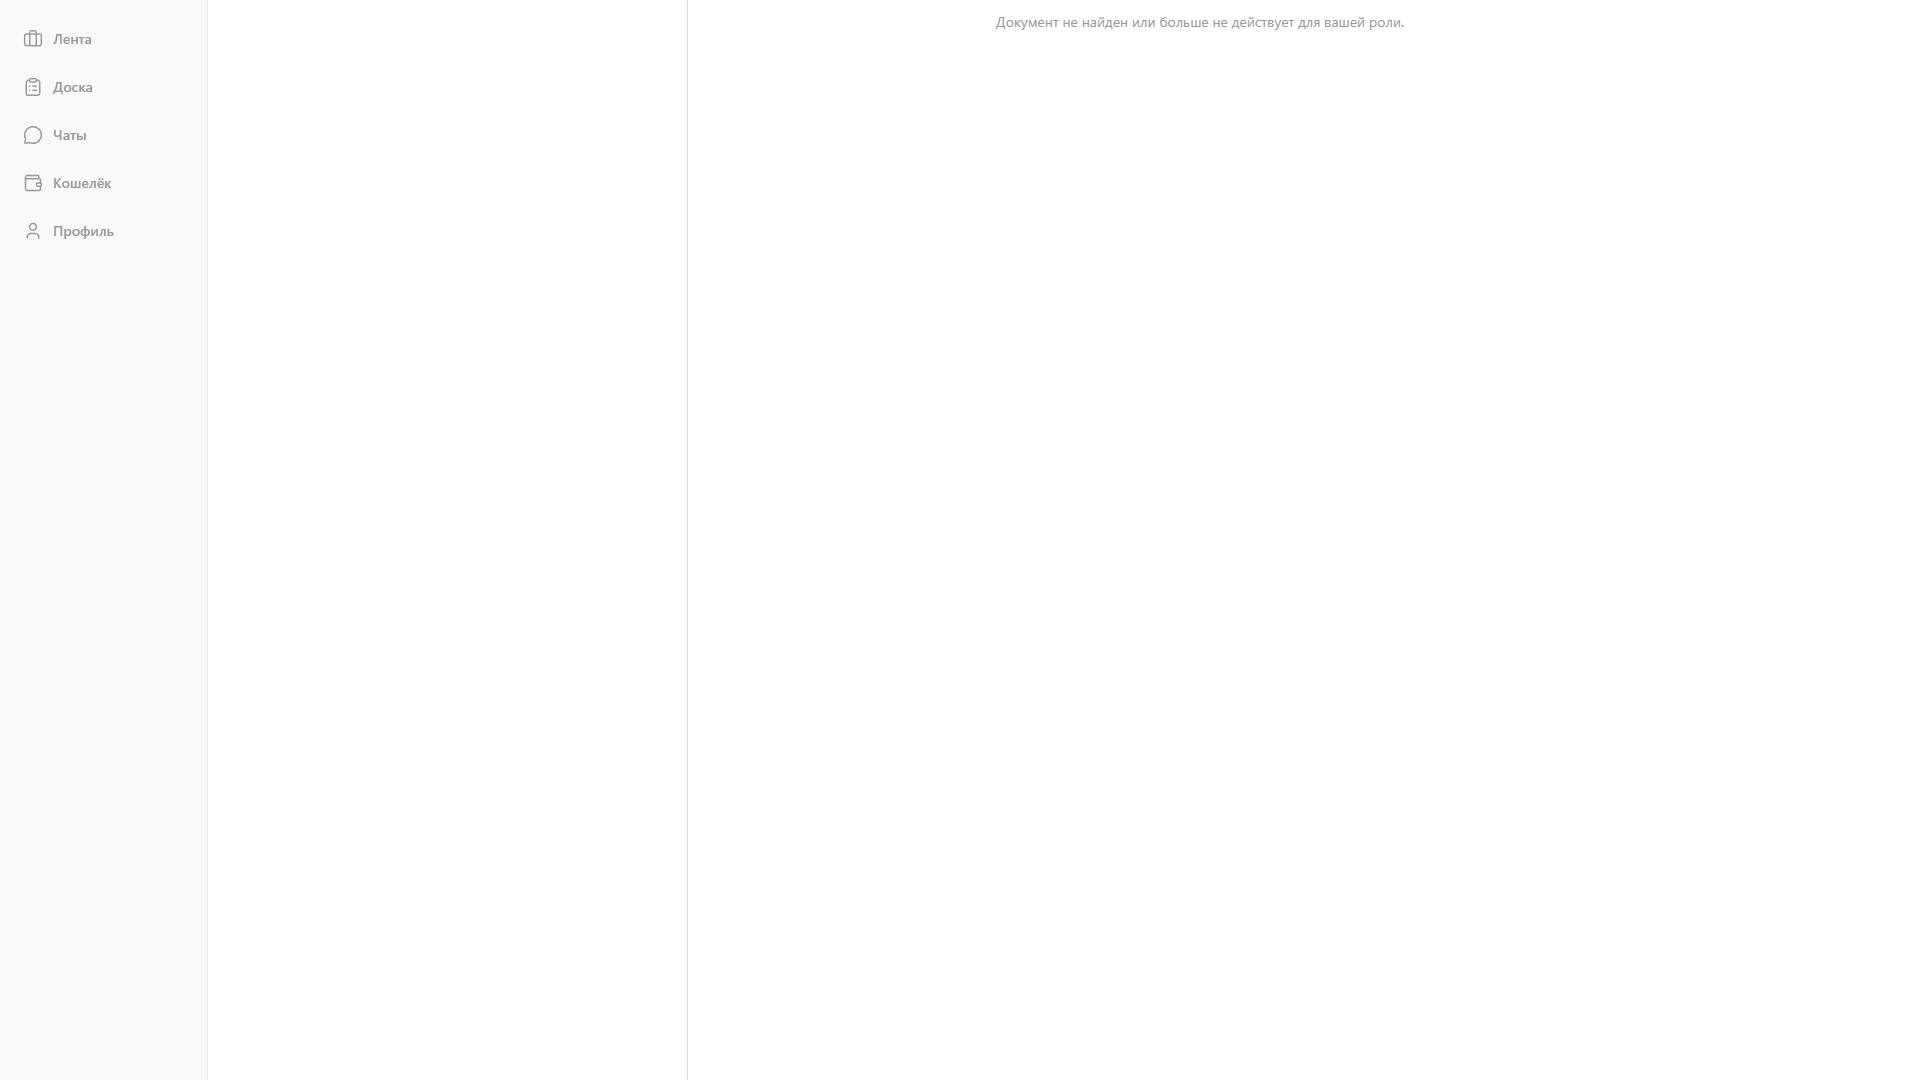 Лента
Доска
Чаты
Кошелёк
Профиль
Документ не найден или больше не действует для вашей роли.